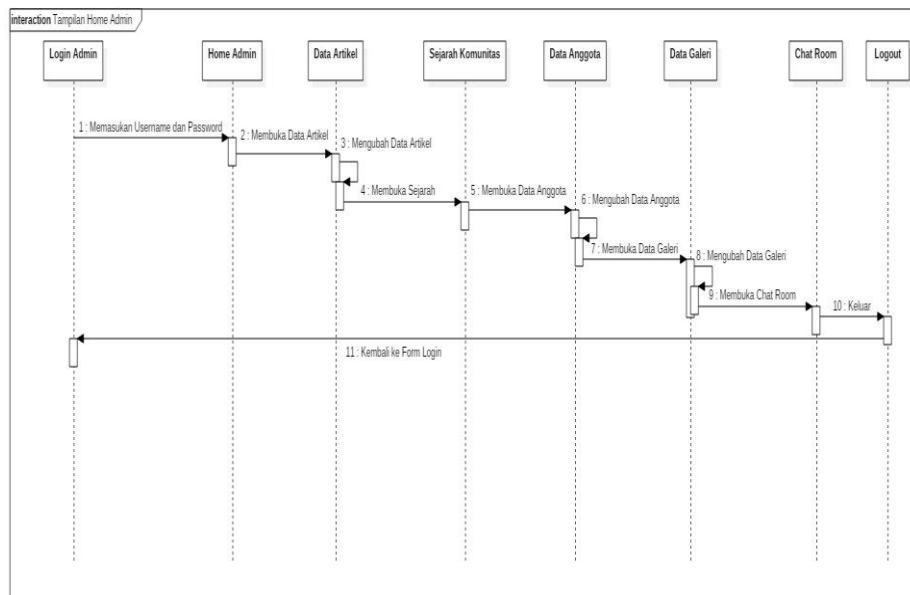 interaction Tampilan Home Admin
Login Admin
Home Admin
Data Artikel
Sejarah Komunitas
Data Anggota
Data Galeri
Chat Room
Logout
1 : Memasukan Username dan Password
2 : Membuka Data Artikel
3 : Mengubah Data Artikel
4 : Membuka Sejarah
5 : Membuka Data Anggota
6 : Mengubah Data Anggota
7 : Membuka Data Galeri
8 : Mengubah Data Galeri
9 : Membuka Chat Room
10 : Keluar
11 : Kembali ke Form Login